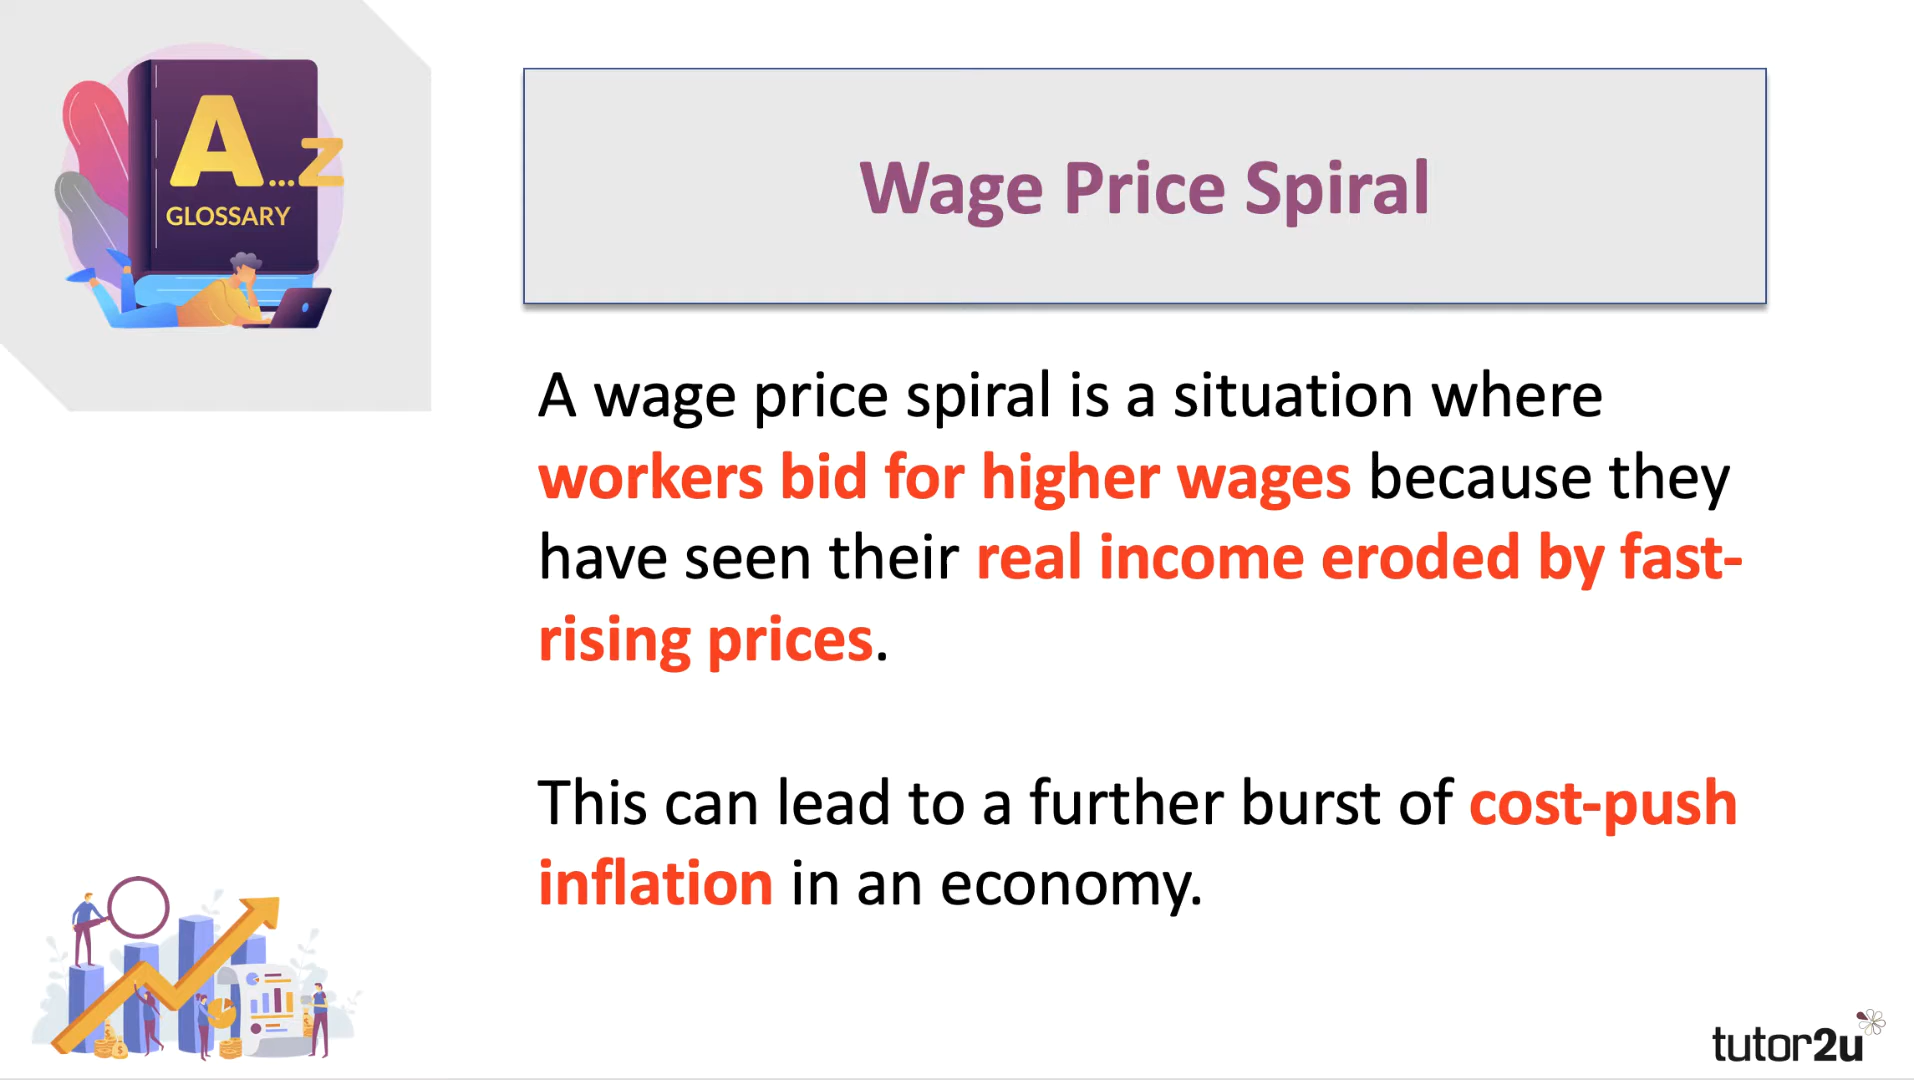 A...Z
GLOSSARY
Wage Price Spiral
A wage price spiral is a situation where
workers bid for higher wages because they
have seen their real income eroded by fast-
rising prices.
This can lead to a further burst of cost-push
inflation in an economy.
tutor2u